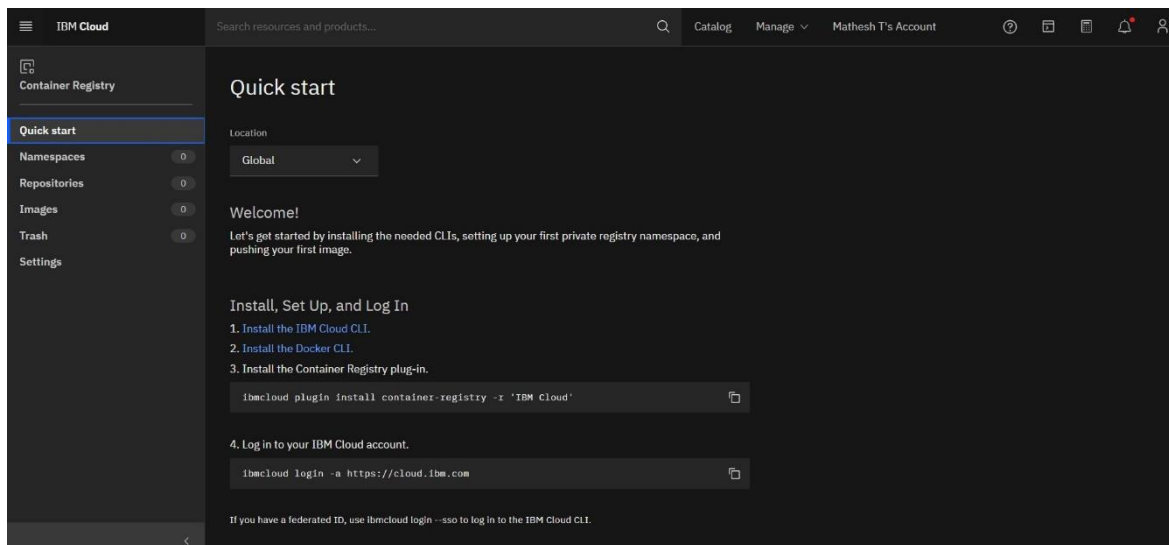 IBM Cloud
Search resources and products...
Catalog
Manage
Mathesh T's Account
Container Registry
Quick start
Namespaces 0
Repositories 0
Images 0
Trash 0
Settings
Quick start
Location
Global
Welcome!
Let's get started by installing the needed CLIs, setting up your first private registry namespace, and
pushing your first image.
Install, Set Up, and Log In
1. Install the IBM Cloud CLI.
2. Install the Docker CLI.
3. Install the Container Registry plug-in.
ibmcloud plugin install container-registry -r 'IBM Cloud'
4. Log in to your IBM Cloud account.
ibmcloud login -a https://cloud.ibm.com
If you have a federated ID, use ibmcloud login --sso to log in to the IBM Cloud CLI.